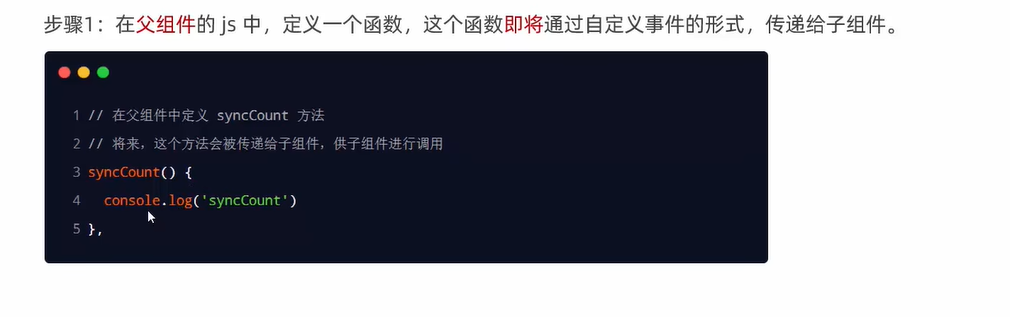 步骤1：在父组件的 js 中，定义一个函数，这个函数即将通过自定义事件的形式，传递给子组件。
1 // 在父组件中定义 syncCount 方法
2 // 将来，这个方法会被传递给子组件，供子组件进行调用
3 syncCount() {
4   console.log('syncCount')
5 },